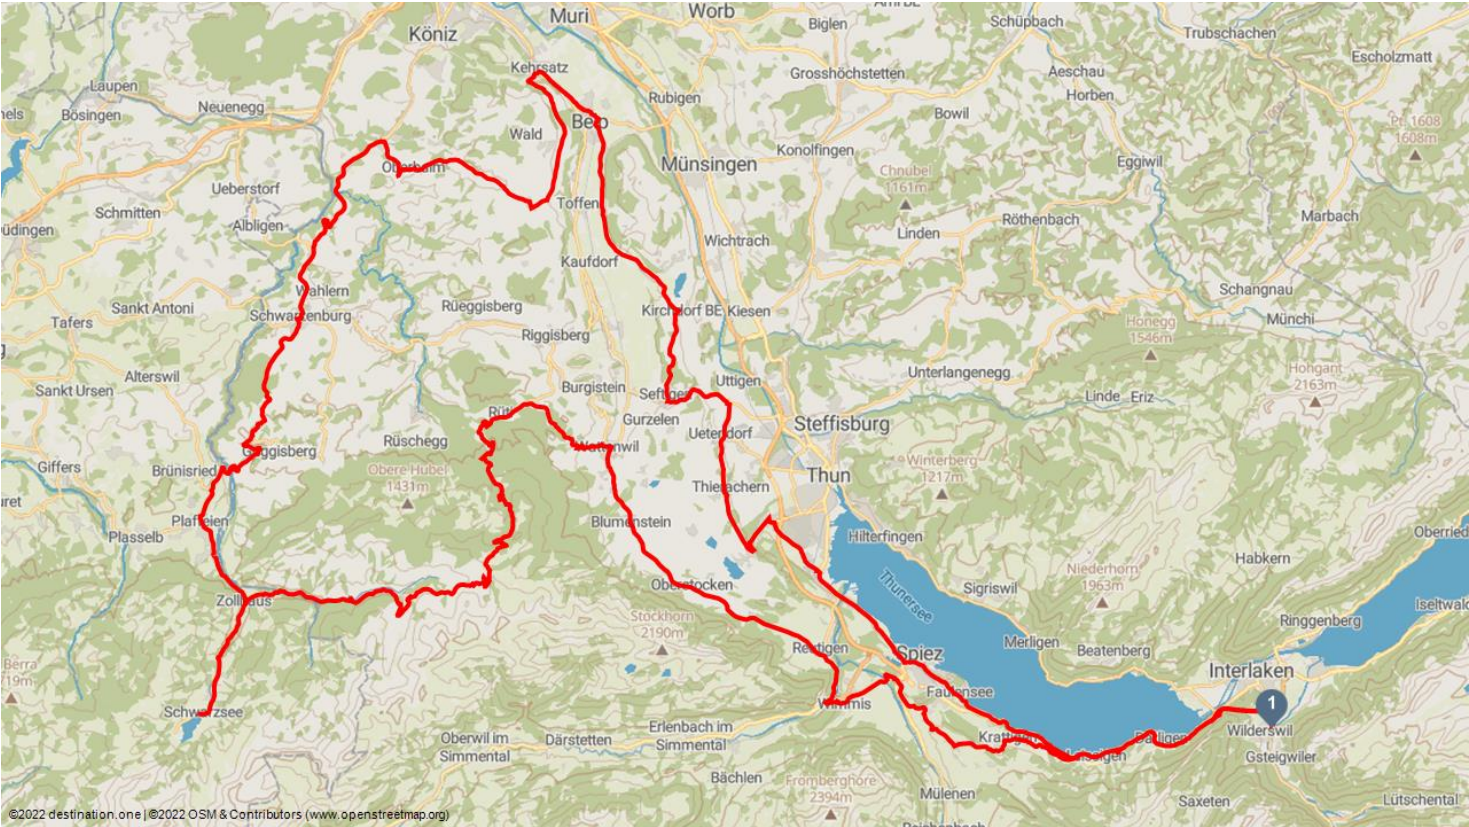 Muri
Worb
Biglen
Schüpbach
Trubschachen
Köniz
Escholzmatt
Kehrsatz
Grosshöchstetten
Aeschau
Laupen
Horben
Neuenegg
Rubigen
Bösingen
Bowil
Pt. 1608
1608m
Belp
Wald
Münsingen
Konolfingen
Eggiwil
Chnubel
1161m
Ueberstorf
Schmitten
Toffen
Röthenbach
Marbach
Albligen
Linden
Wichtrach
Kaufdorf
Schangnau
Wahlern
Sankt Antoni
Rüeggisberg
Kirchdorf BE
Kiesen
Tafers
Schwarzenburg
Riggisberg
Honegg
1546m
Münchi
Hohgant
2163m
Alterswil
Unterlangenegg
Sankt Ursen
Burgistein
Uttigen
Seftigen
Linde
Eriz
Gurzelen
Steffisburg
Uetendorf
Rüschegg
Wattenwil
Guggisberg
Giffers
Brünisried
Obere Hubel
1431m
Winterberg
1217m
Thun
Thierachern
Plaffeien
Blumenstein
Plasselb
Hilterfingen
Oberried
Habkern
Niederhorn
1963m
Thunersee
Oberstocken
Sigriswil
Zollhaus
Stockhorn
2190m
Ringgenberg
Merligen
Beatenberg
Reutigen
Spiez
Interlaken
Faulensee
Schwarzsee
Wimmis
1
Wilderswil
Erlenbach im
Simmental
Oberwil im
Simmental
Därstetten
Krattigen
Leissigen
Därligen
Gsteigwiler
Bächlen
Fromberghore
2394m
Mülenen
Saxeten
Lütschental
©2022 destination.one | ©2022 OSM & Contributors (www.openstreetmap.org)